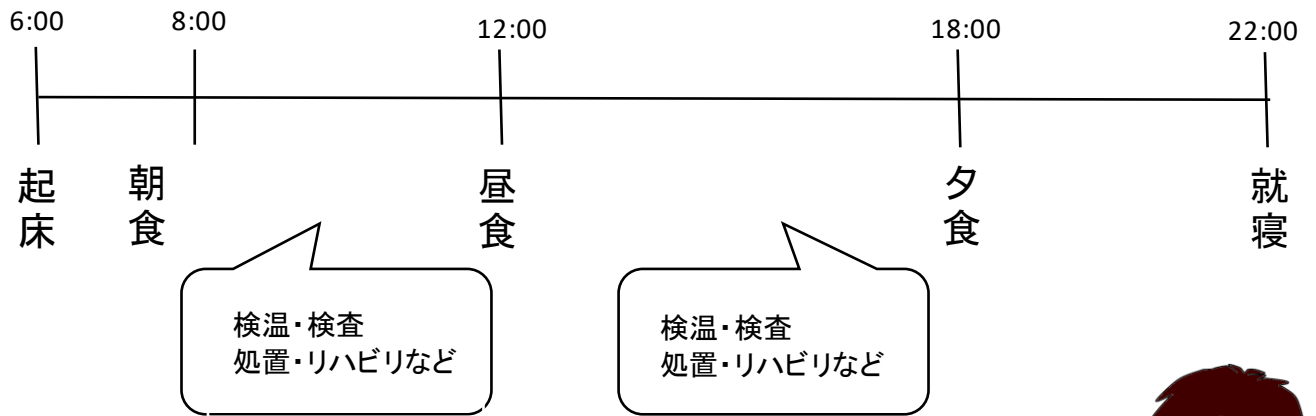 6:00
8:00
12:00
18:00
22:00
起床
朝食
昼食
夕食
就寝
検温・検査
処置・リハビリなど
検温・検査
処置・リハビリなど